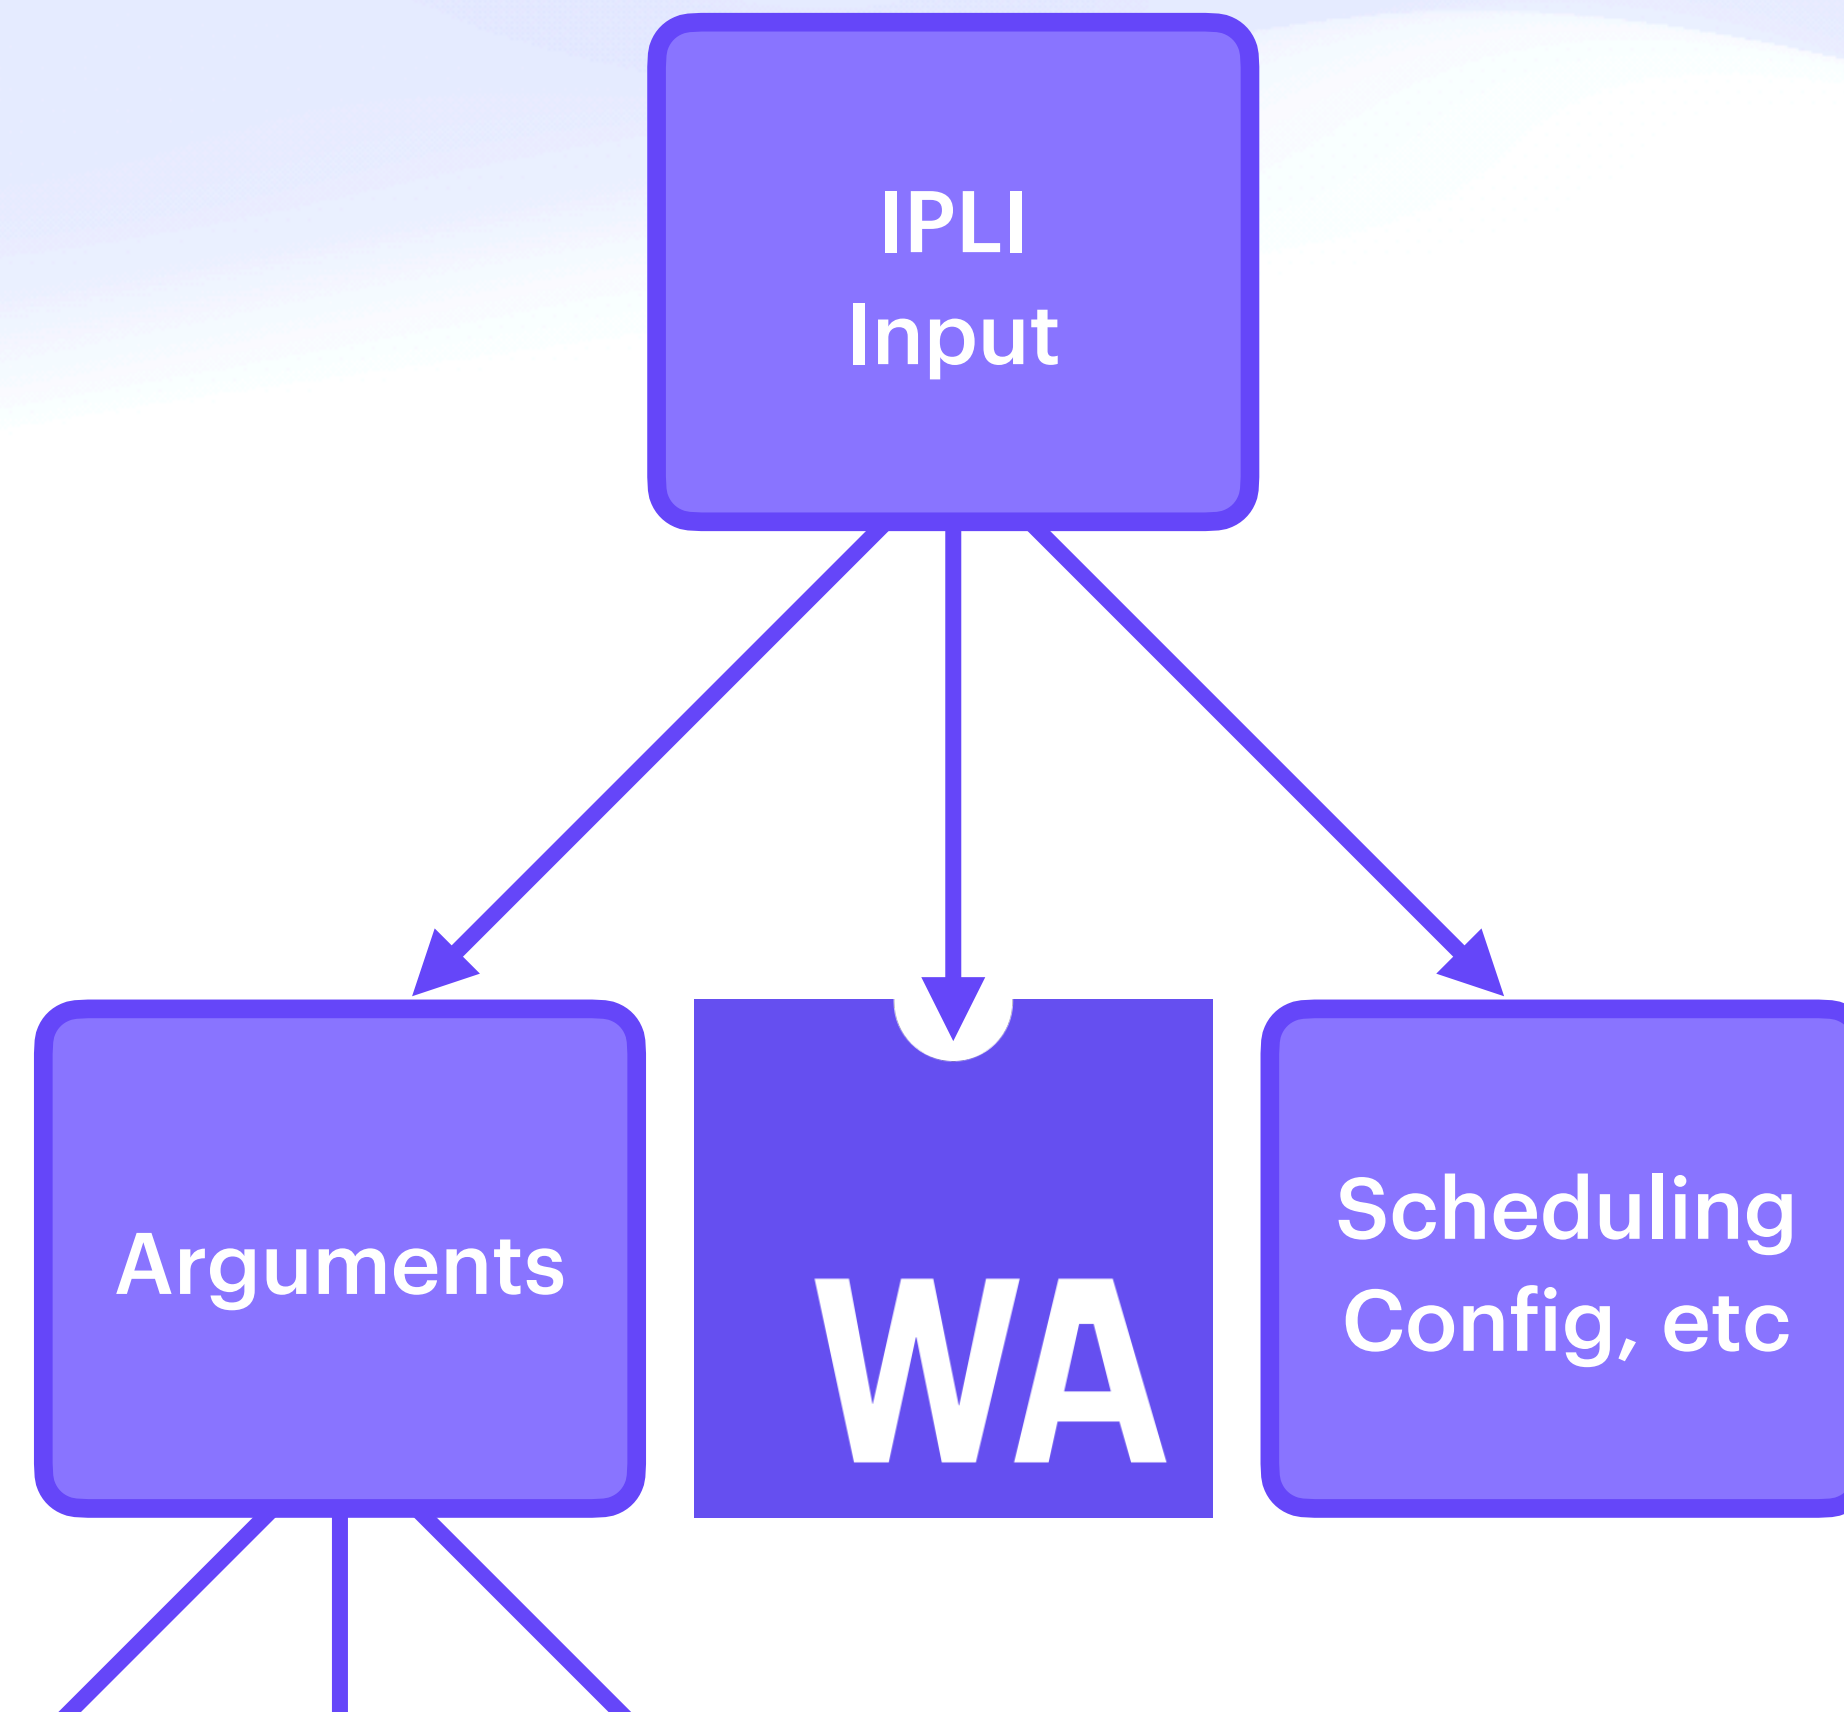 IPLI
Input
Arguments
WA
Scheduling
Config, etc